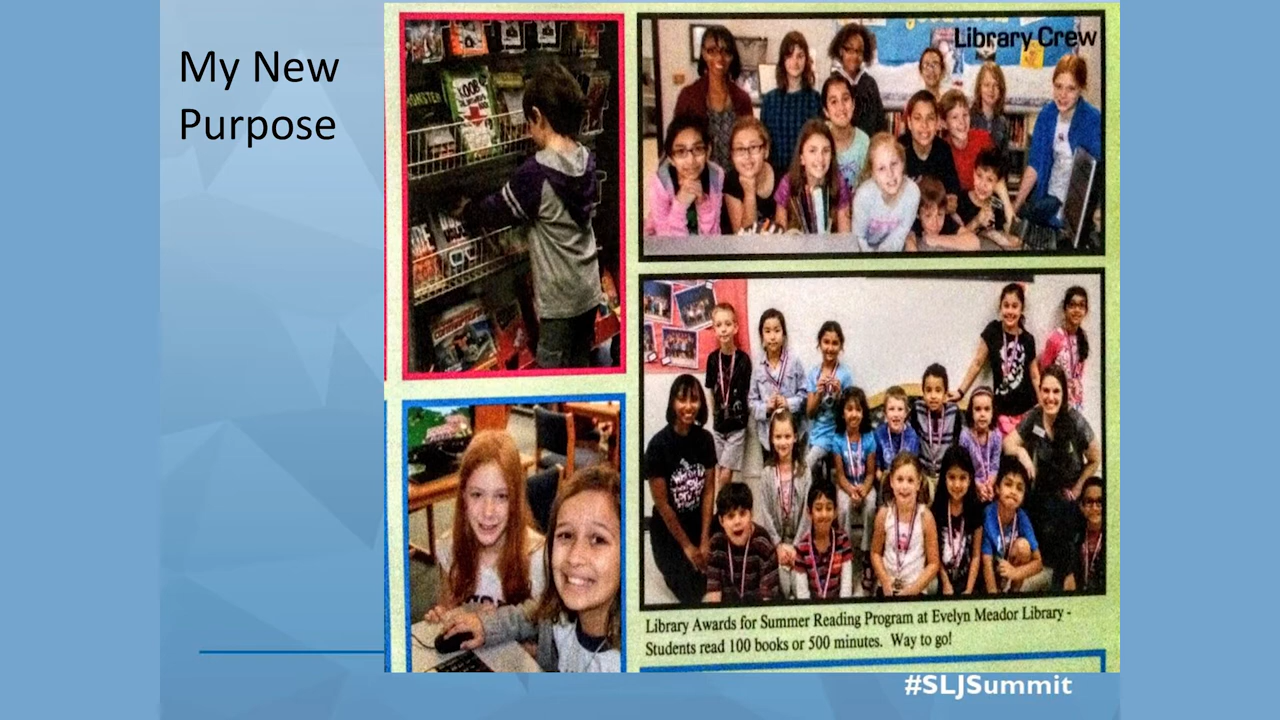 My New
Purpose
Library Crew
MONSTER
Library Awards for Summer Reading Program at Evelyn Meador Library -
Students read 100 books or 500 minutes. Way to go!
#SLJSummit